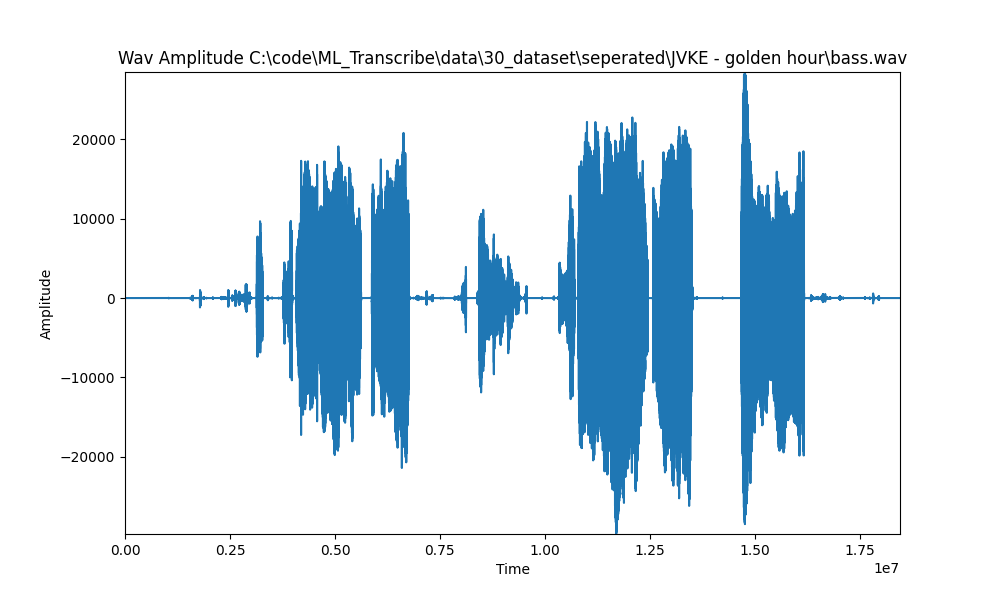 Wav Amplitude C:\code\ML_Transcribe\data\30_dataset\seperated\JVKE - golden hour\bass.wav
20000
10000
0
−10000
−20000
Amplitude
0.00 0.25 0.50 0.75 1.00 1.25 1.50 1.75
1e7
Time